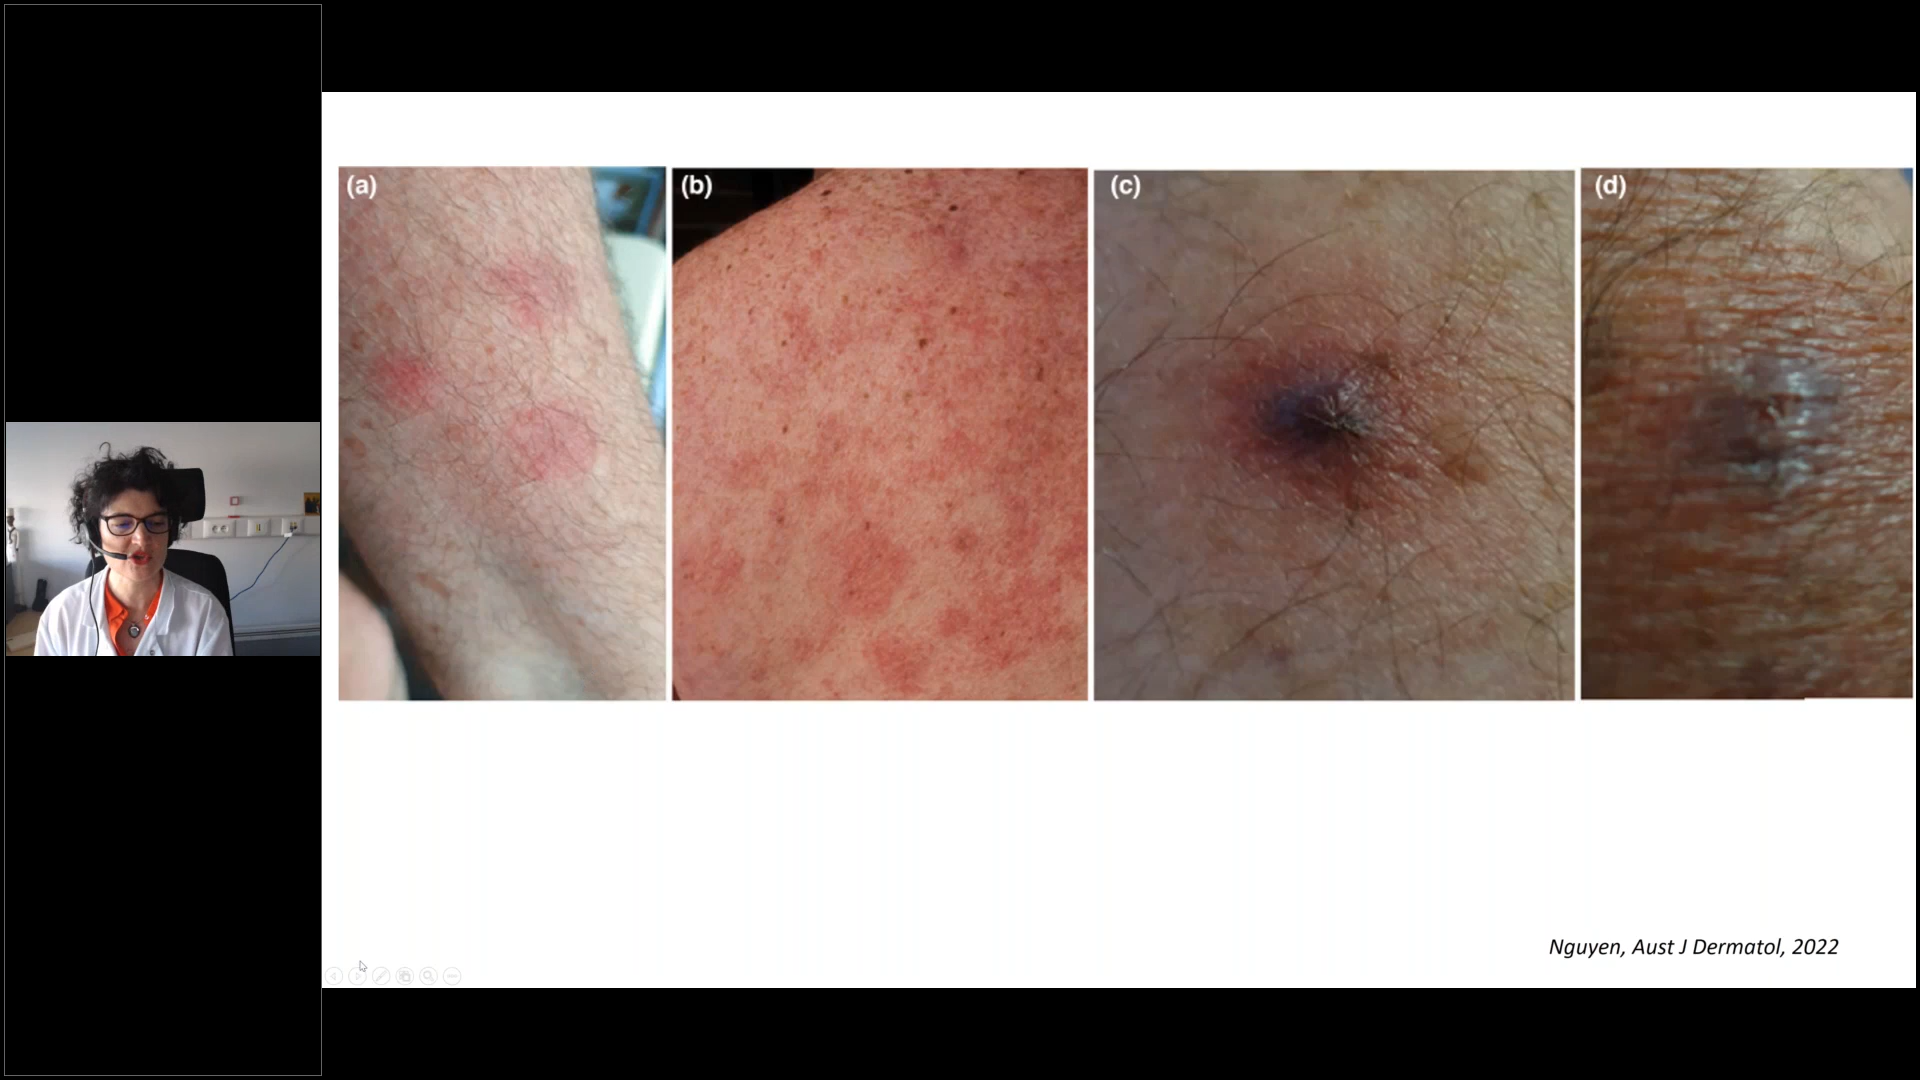 (a)
(b)
(c)
(d)
Nguyen, Aust J Dermatol, 2022